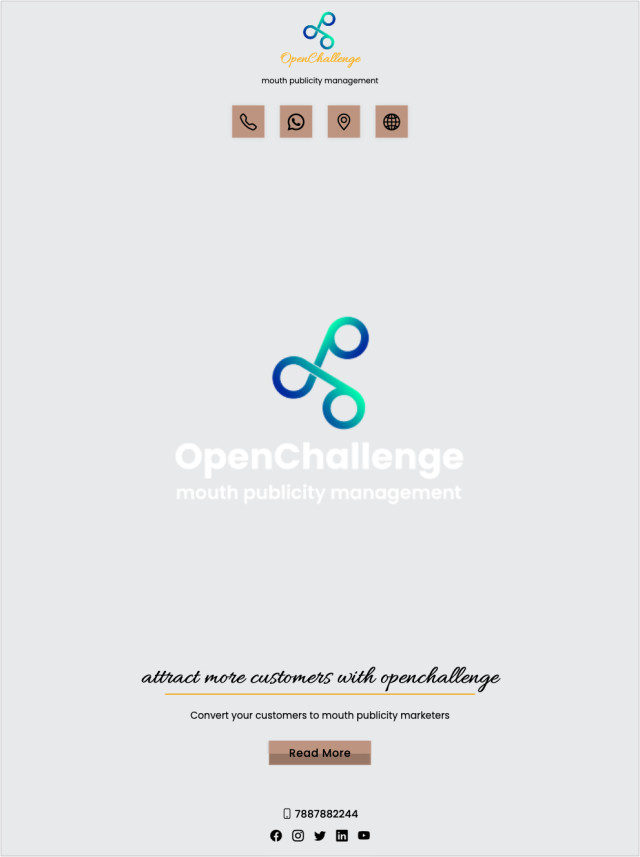 OpenChallenge
mouth publicity management
OpenChallenge
mouth publicity management
attract more customers with openchallenge
Convert your customers to mouth publicity marketers
Read More
7887882244